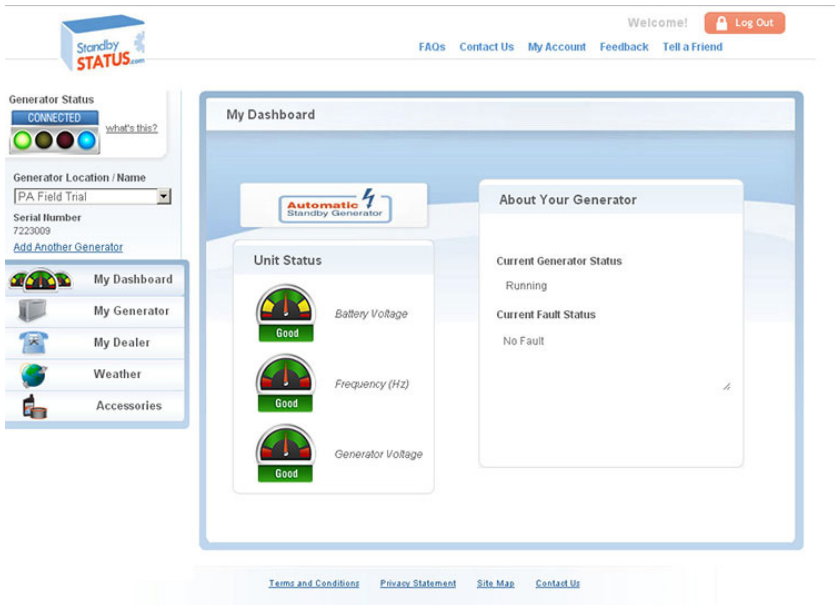 Standby
STATUS.com
Welcome!
Log Out
FAQs Contact Us My Account Feedback Tell a Friend
Generator Status
CONNECTED
what's this?
Generator Location / Name
PA Field Trial
Serial Number
7223009
Add Another Generator
My Dashboard
My Generator
My Dealer
Weather
Accessories
My Dashboard
Automatic
Standby Generator
Unit Status
Good
Battery Voltage
Good
Frequency (Hz)
Good
Generator Voltage
About Your Generator
Current Generator Status
Running
Current Fault Status
No Fault
Terms and Conditions Privacy Statement Site Map Contact Us